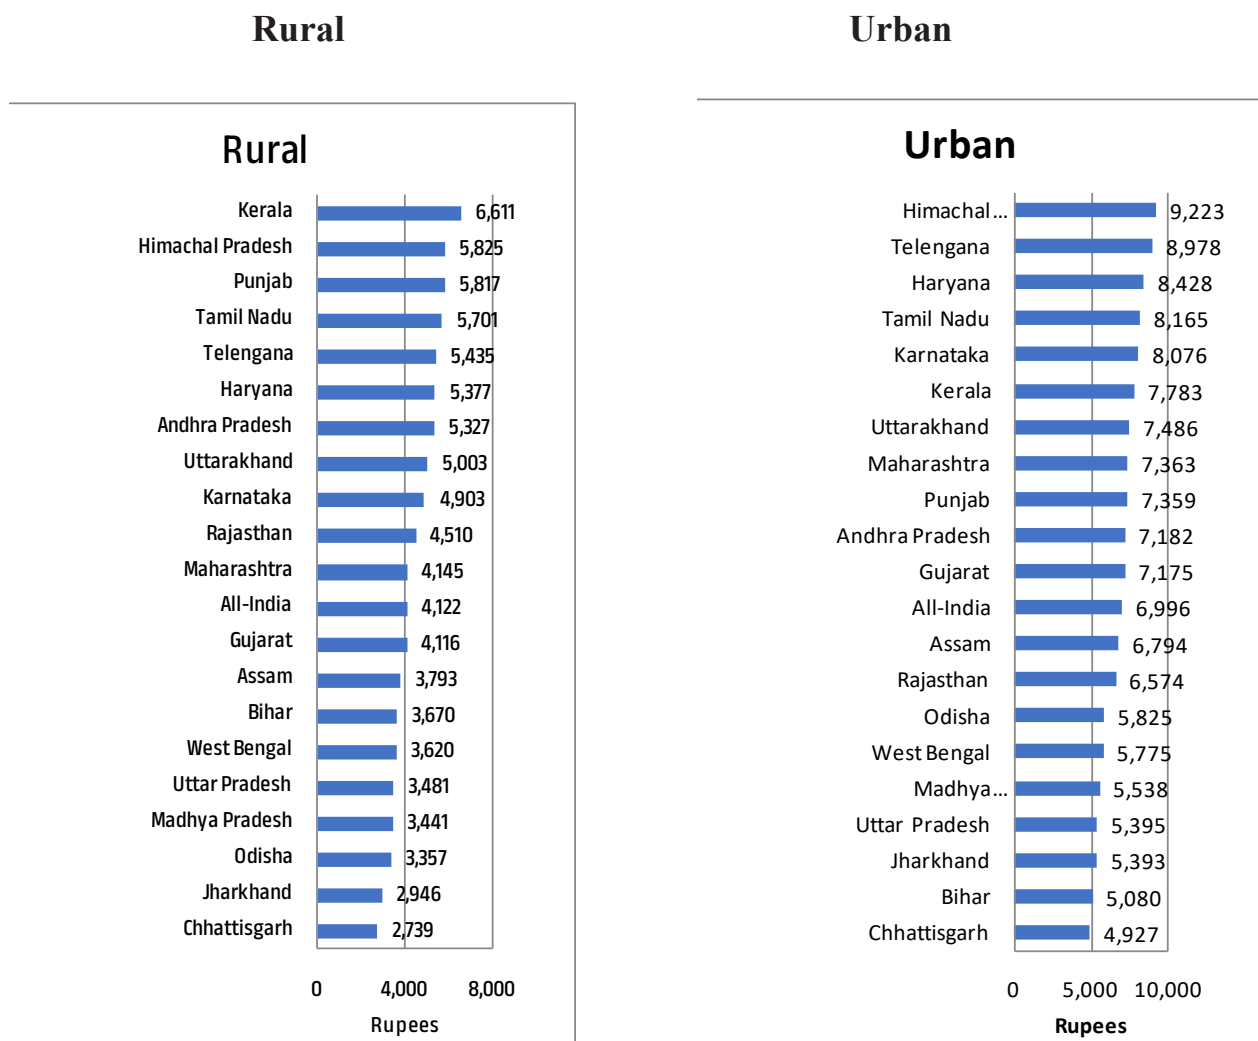 Rural
Urban
Rural
Kerala 6,611
Himachal Pradesh 5,825
Punjab 5,817
Tamil Nadu 5,701
Telengana 5,435
Haryana 5,377
Andhra Pradesh 5,327
Uttarakhand 5,003
Karnataka 4,903
Rajasthan 4,510
Maharashtra 4,145
All-India 4,122
Gujarat 4,116
Assam 3,793
Bihar 3,670
West Bengal 3,620
Uttar Pradesh 3,481
Madhya Pradesh 3,441
Odisha 3,357
Jharkhand 2,946
Chhattisgarh 2,739
0 4,000 8,000
Rupees
Urban
Himachal... 9,223
Telengana 8,978
Haryana 8,428
Tamil Nadu 8,165
Karnataka 8,076
Kerala 7,783
Uttarakhand 7,486
Maharashtra 7,363
Punjab 7,359
Andhra Pradesh 7,182
Gujarat 7,175
All-India 6,996
Assam 6,794
Rajasthan 6,574
Odisha 5,825
West Bengal 5,775
Madhya... 5,538
Uttar Pradesh 5,395
Jharkhand 5,393
Bihar 5,080
Chhattisgarh 4,927
0 5,000 10,000
Rupees